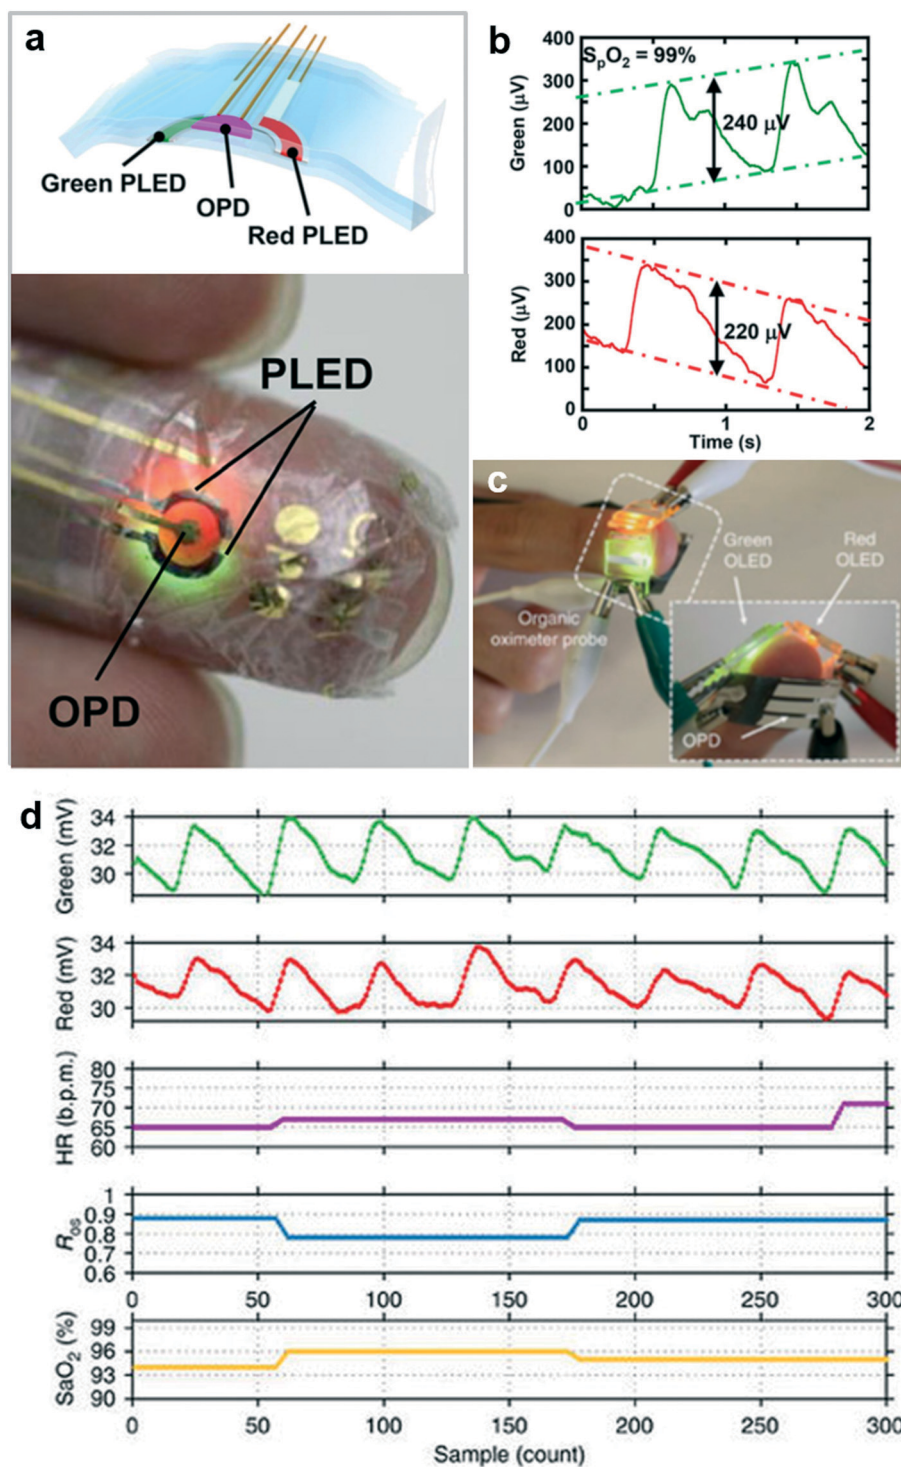 a
Green PLED
OPD
Red PLED
PLED
OPD
b
SpO2 = 99%
Green (µV)
400
300
200
100
0
240 µV
Red (µV)
400
300
200
100
0
220 µV
0
1
2
Time (s)
c
Green
OLED
Red
OLED
Organic
oximeter probe
OPD
d
Green (mV)
34
32
30
Red (mV)
34
32
30
HR (b.p.m.)
80
75
70
65
60
Ros
1
0.9
0.8
0.7
0.6
0 50 100 150 200 250 300
SaO2 (%)
99
96
93
90
0 50 100 150 200 250 300
Sample (count)